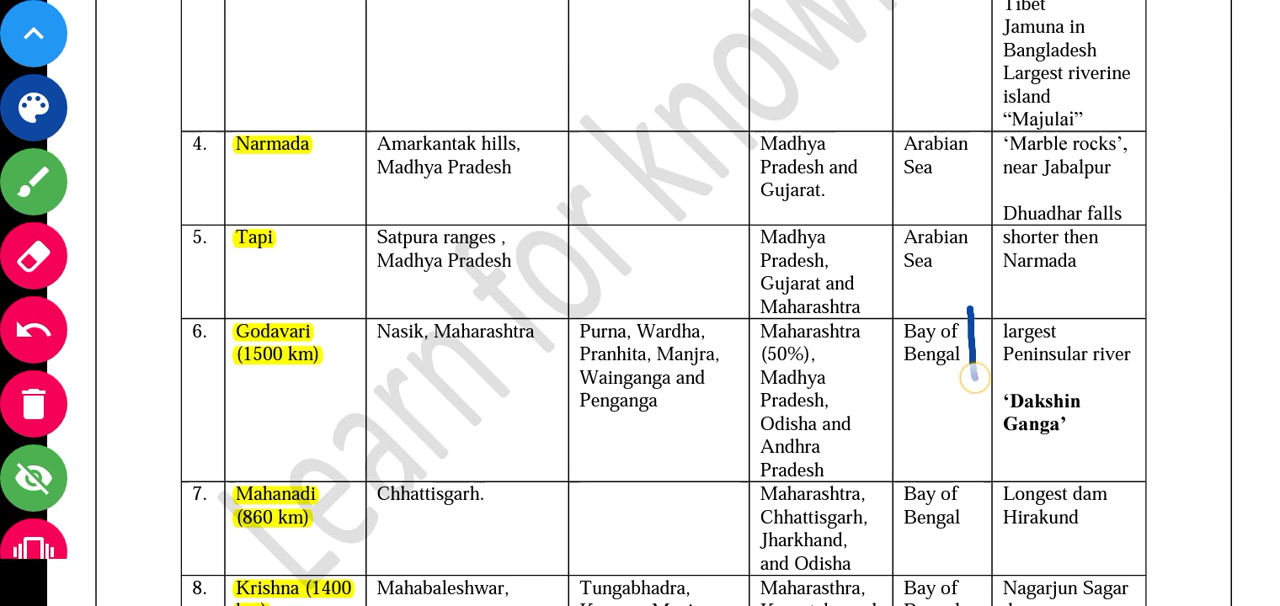 Tibet
Jamuna in
Bangladesh
Largest riverine
island
“Majulai”
4. Narmada Amarkantak hills, Madhya Arabian ‘Marble rocks’,
Madhya Pradesh Pradesh and Sea near Jabalpur
Gujarat.
Dhuadhar falls
5. Tapi Satpura ranges , Madhya Arabian shorter then
Madhya Pradesh Pradesh, Sea Narmada
Gujarat and
Maharashtra
6. Godavari Nasik, Maharashtra Purna, Wardha, Maharashtra Bay of largest
(1500 km) Pranhita, Manjra, (50%), Bengal Peninsular river
Wainganga and Madhya
Penganga Pradesh, ‘Dakshin
Odisha and Ganga’
Andhra
Pradesh
7. Mahanadi Chhattisgarh. Maharashtra, Bay of Longest dam
(860 km) Chhattisgarh, Bengal Hirakund
Jharkhand,
and Odisha
8. Krishna (1400 Mahabaleshwar, Tungabhadra, Maharasthra, Bay of Nagarjun Sagar
Learn for know